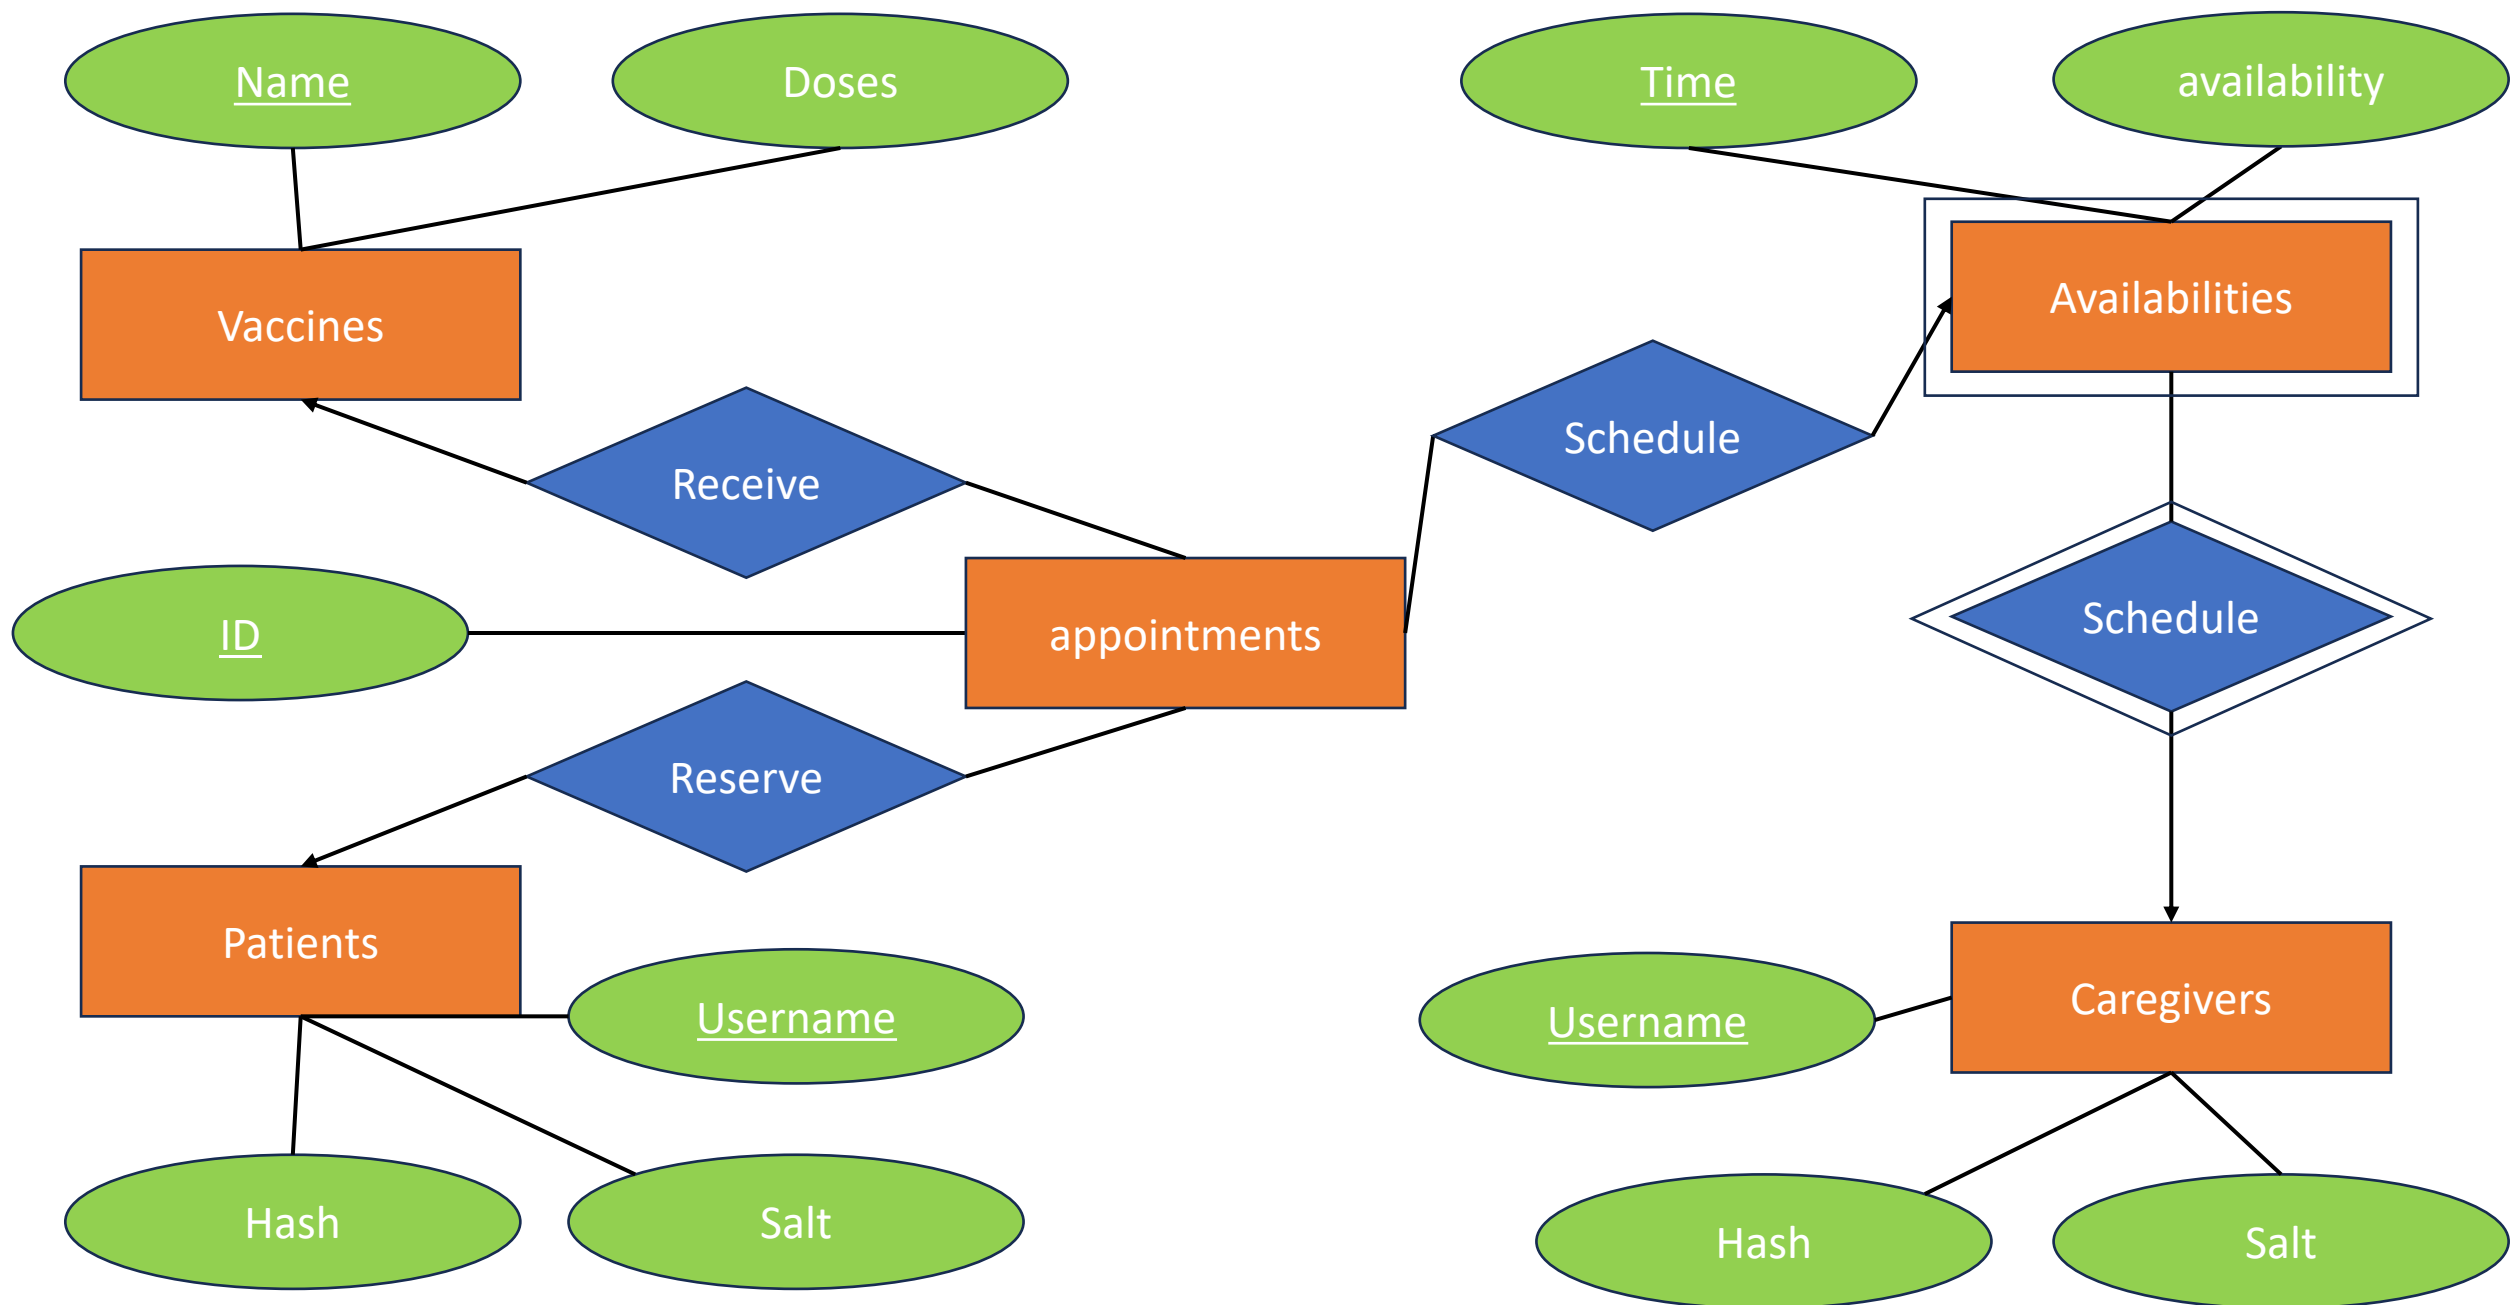 Name
Doses
Time
availability
Vaccines
Availabilities
Receive
Schedule
ID
appointments
Schedule
Reserve
Patients
Username
Username
Caregivers
Hash
Salt
Hash
Salt